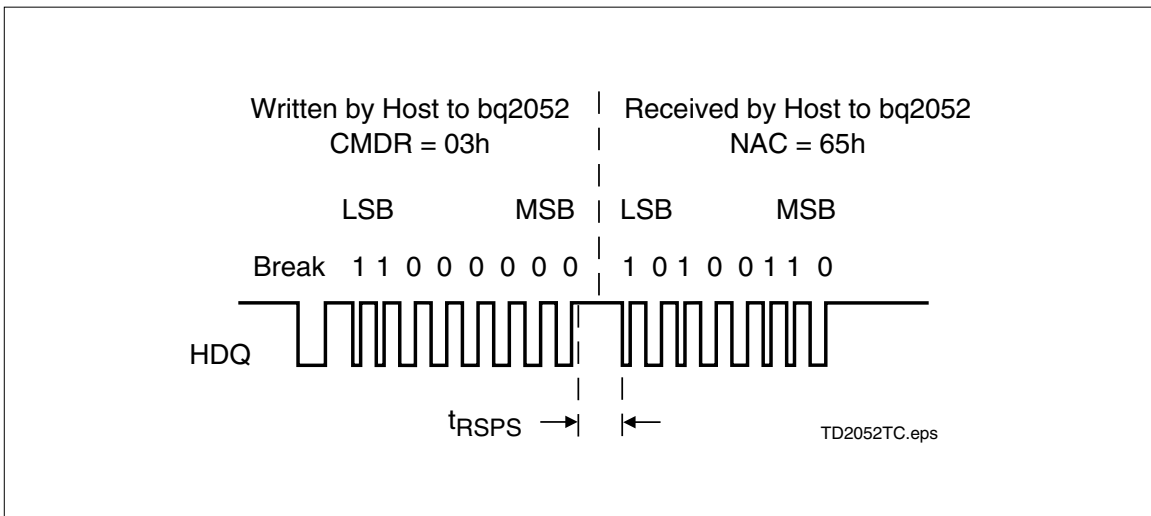 Written by Host to bq2052
CMDR = 03h
Received by Host to bq2052
NAC = 65h
LSB MSB LSB MSB
Break 1 1 0 0 0 0 0 0 1 0 1 0 0 1 1 0
HDQ
tRSPS
TD2052TC.eps